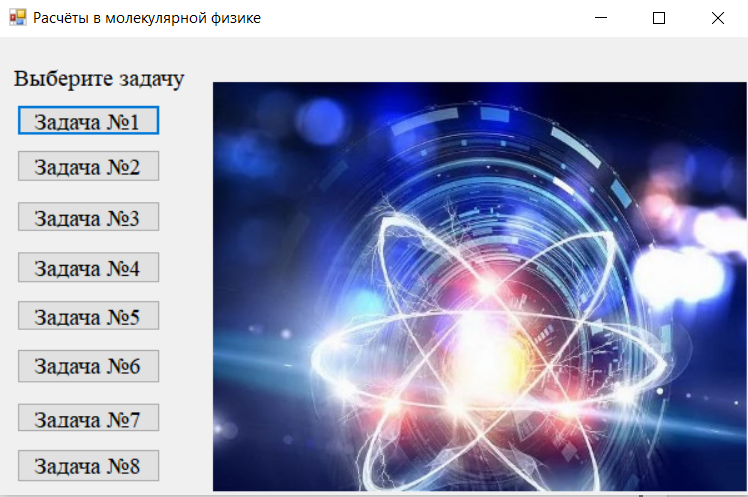 Расчёты в молекулярной физике
Выберите задачу
Задача №1
Задача №2
Задача №3
Задача №4
Задача №5
Задача №6
Задача №7
Задача №8